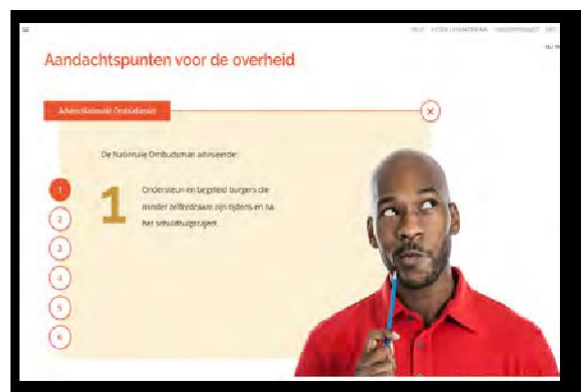 Aandachtspunten voor de overheid
Advies Nationale Ombudsman
De Nationale Ombudsman adviseerde:
1
2
3
4
5
6
1
Ondersteun en begeleid burgers die
minder zelfredzaam zijn tijdens en na
het schuldhulptraject.